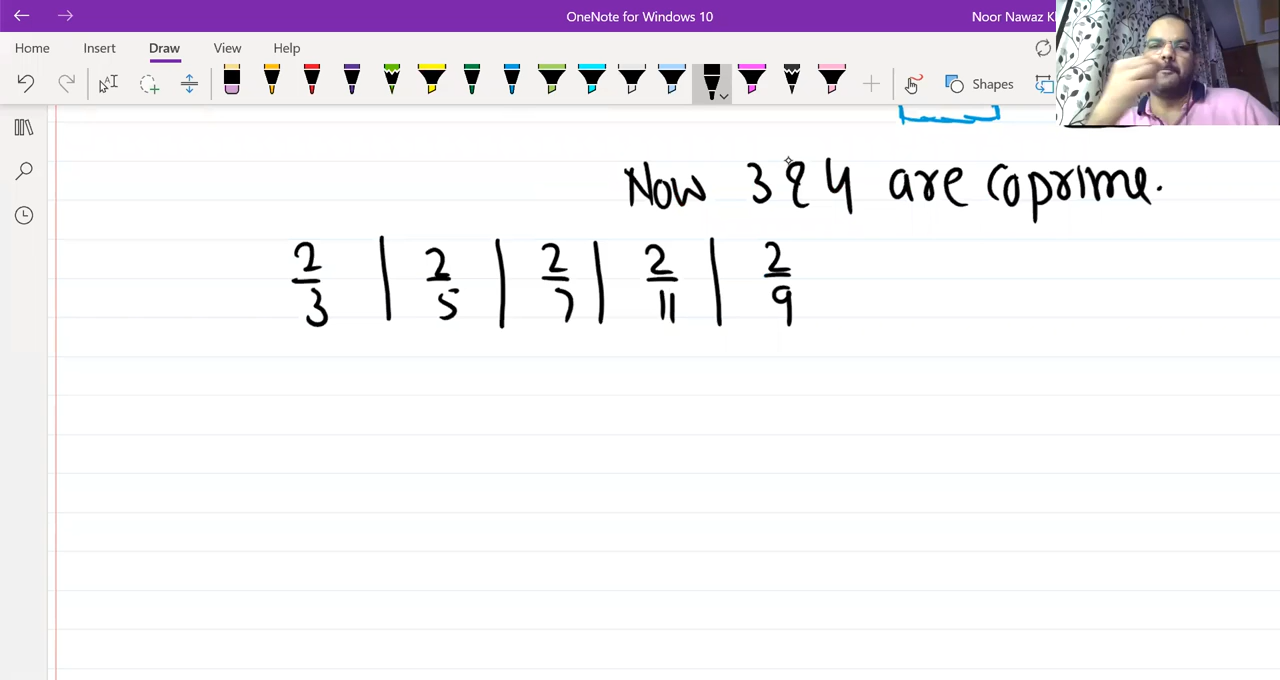 OneNote for Windows 10
Noor Nawaz
Home Insert Draw View Help
Shapes
Now 3 & 4 are coprime.
2/3 | 2/5 | 2/7 | 2/11 | 2/9